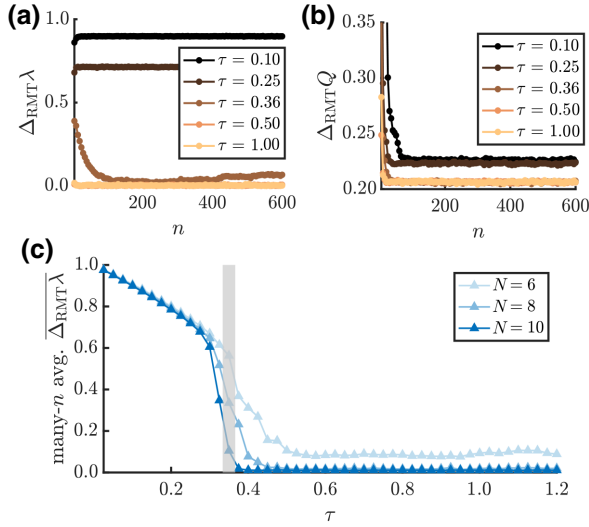 (a)
Δ_RMT λ
1.0
0.5
0.0
200
400
600
n
τ = 0.10
τ = 0.25
τ = 0.36
τ = 0.50
τ = 1.00
(b)
Δ_RMT Q
0.35
0.30
0.25
0.20
200
400
600
n
τ = 0.10
τ = 0.25
τ = 0.36
τ = 0.50
τ = 1.00
(c)
many-n avg. \overline{Δ_RMT λ}
1.0
0.8
0.6
0.4
0.2
0.0
0.2
0.4
0.6
0.8
1.0
1.2
τ
N = 6
N = 8
N = 10